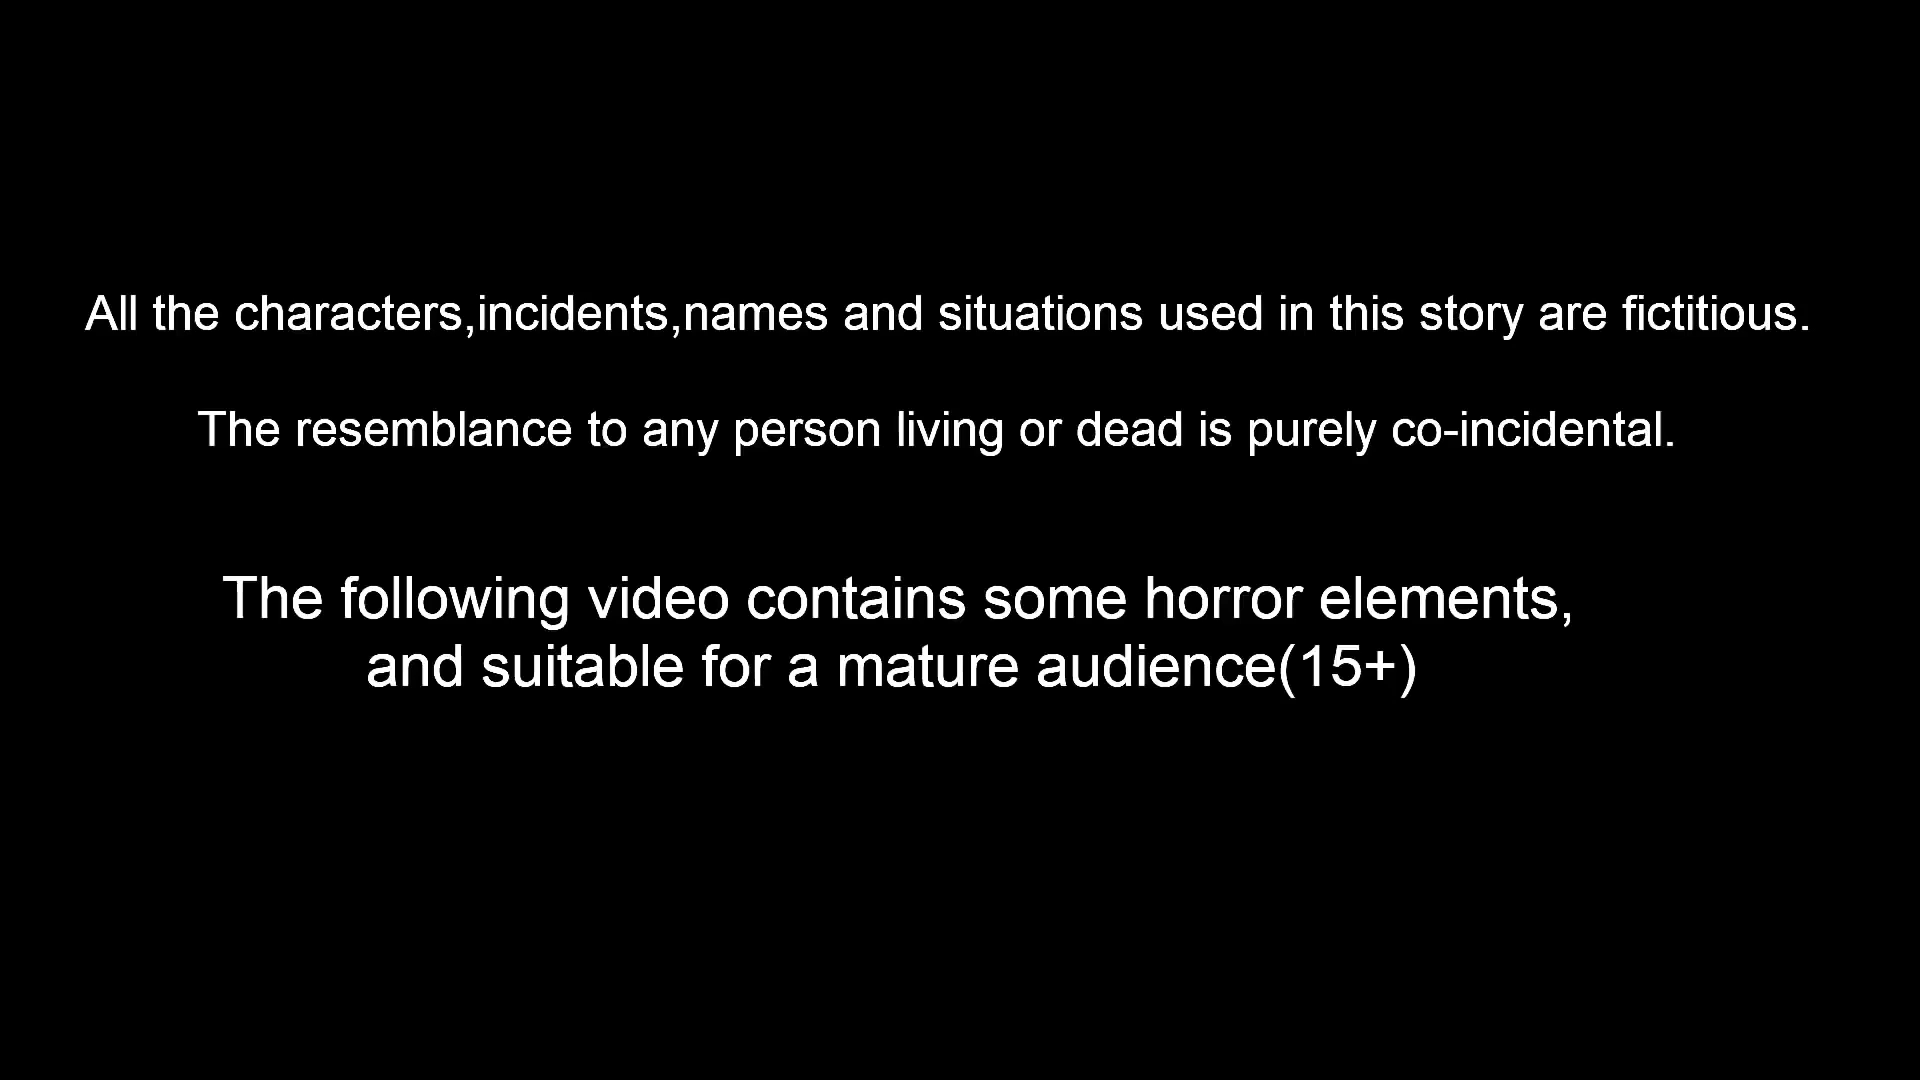 All the characters,incidents,names and situations used in this story are fictitious.
The resemblance to any person living or dead is purely co-incidental.
The following video contains some horror elements,
and suitable for a mature audience(15+)